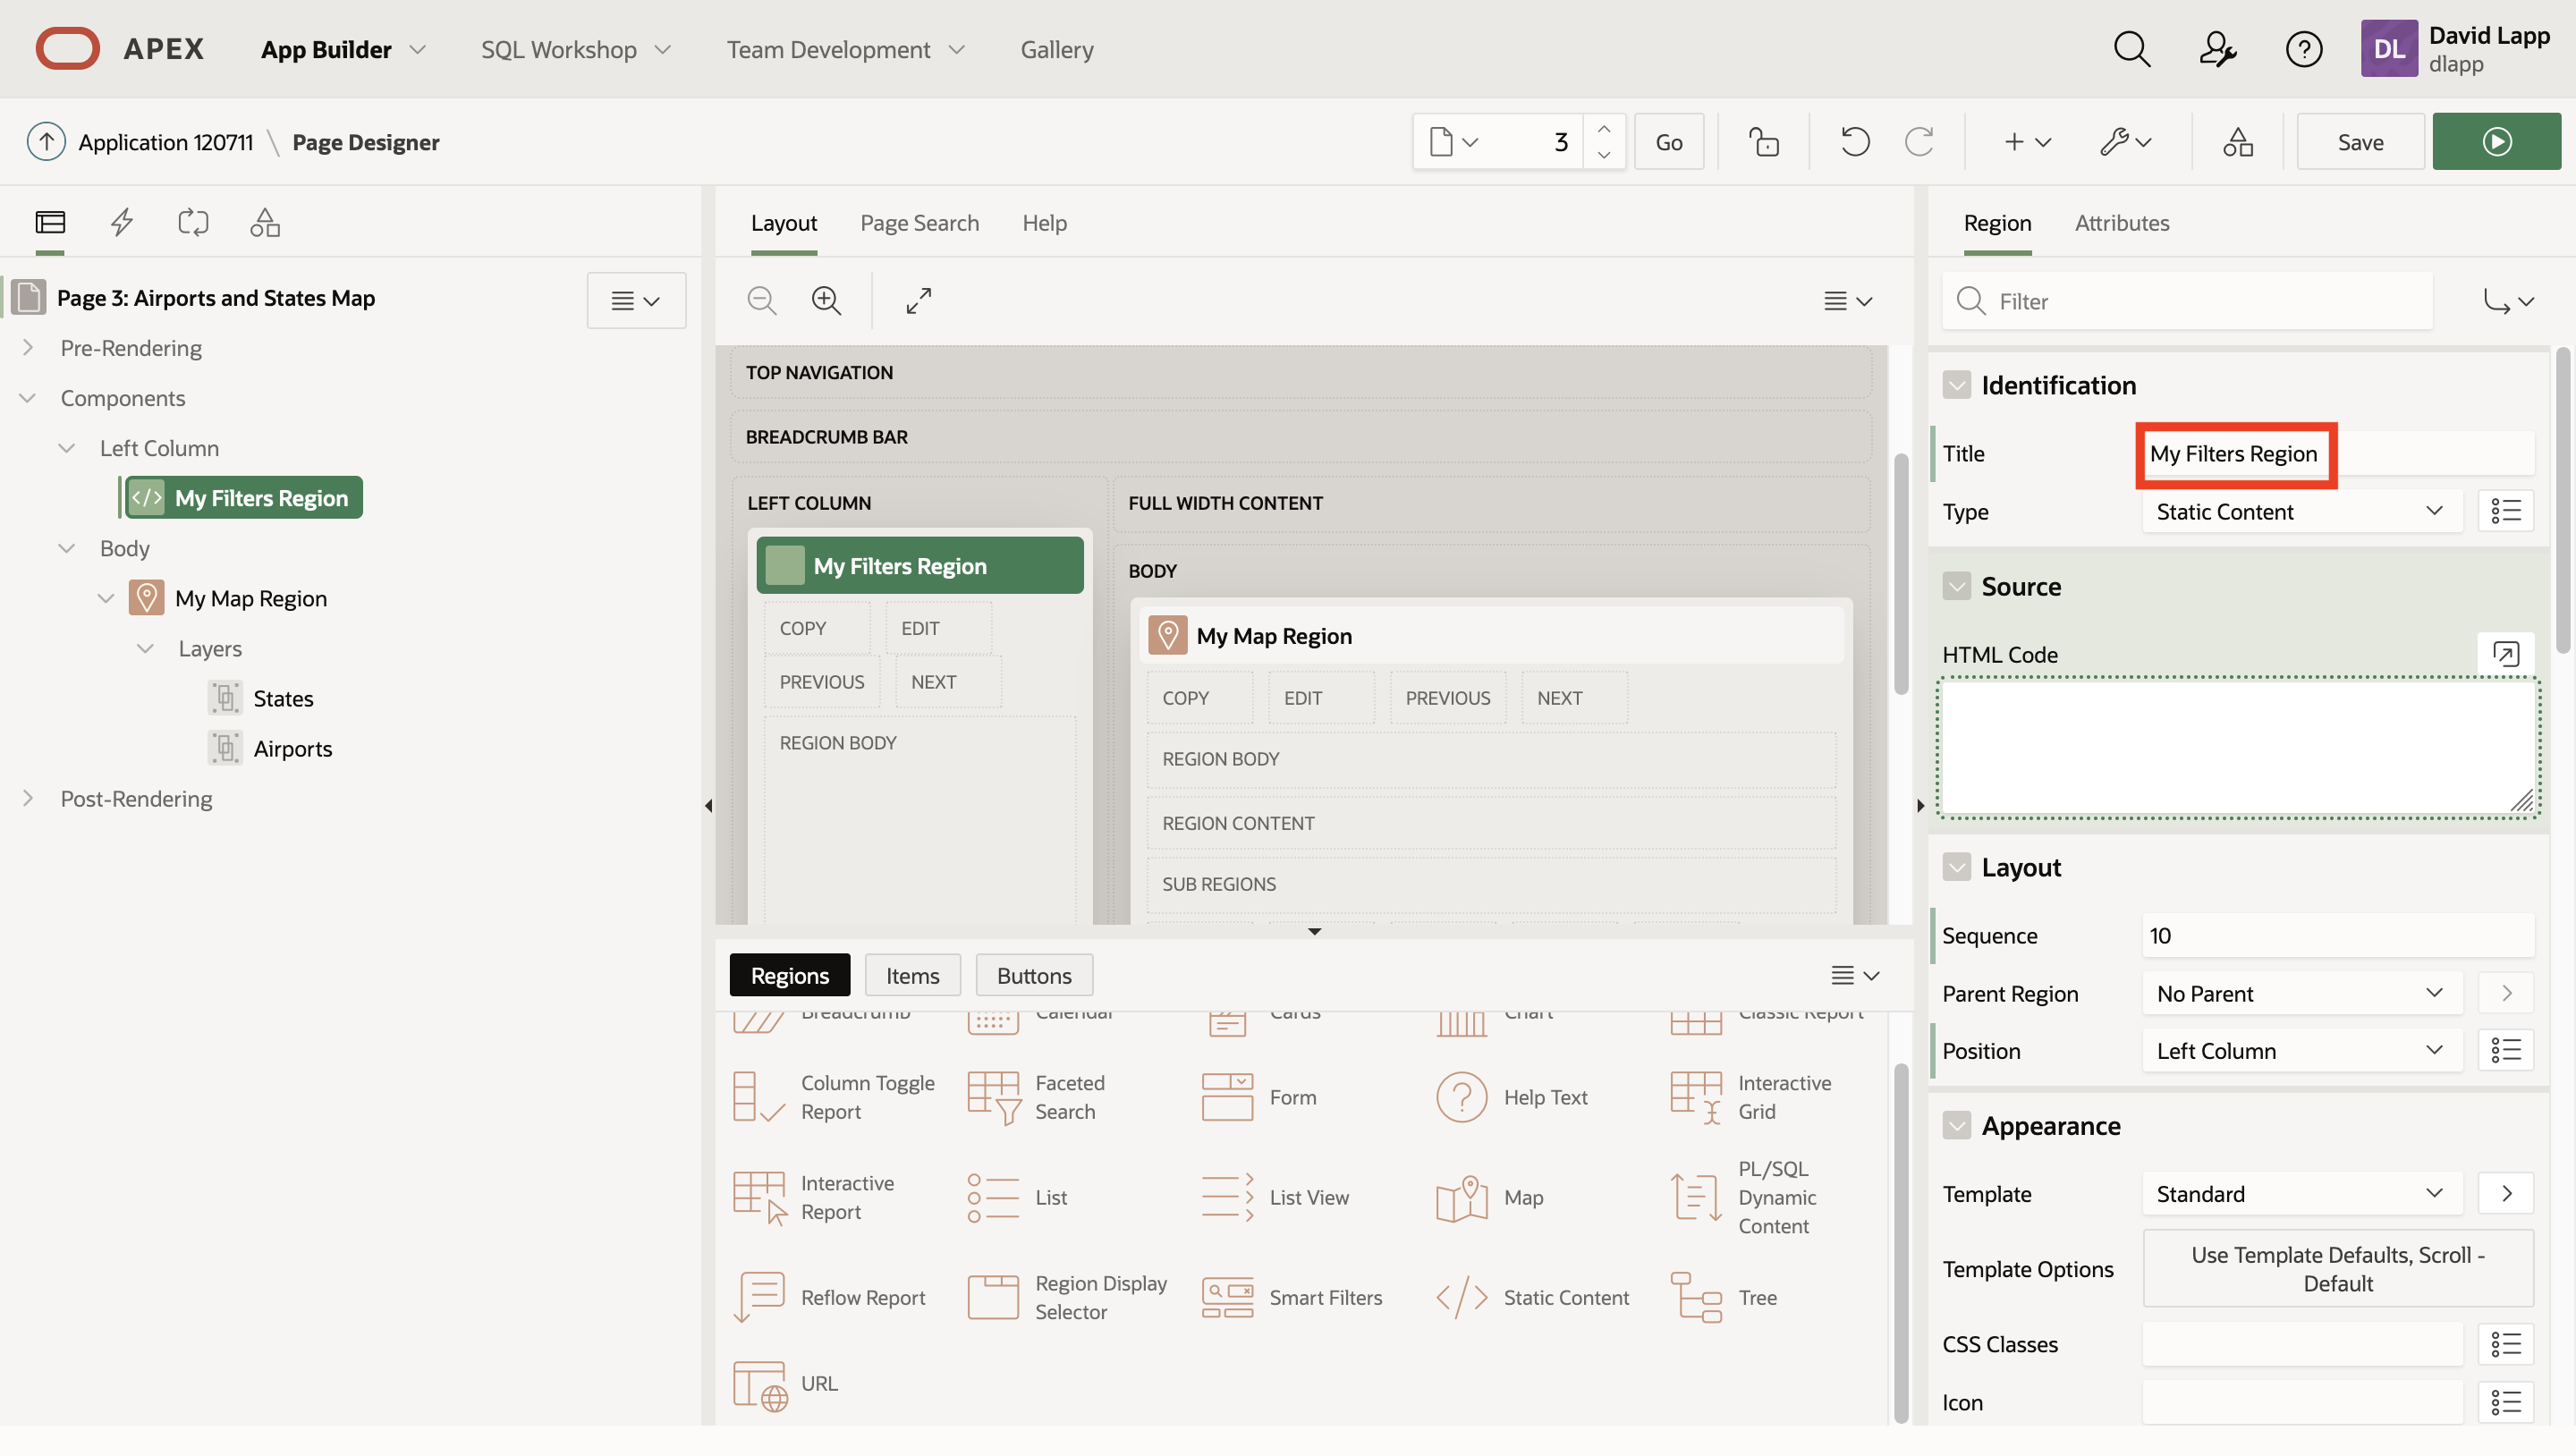 APEX
App Builder
SQL Workshop
Team Development
Gallery
DL
David Lapp
dlapp
Application 120711 \ Page Designer
3
Go
Save
Page 3: Airports and States Map
Pre-Rendering
Components
Left Column
</> My Filters Region
Body
My Map Region
Layers
States
Airports
Post-Rendering
Layout
Page Search
Help
TOP NAVIGATION
BREADCRUMB BAR
LEFT COLUMN
My Filters Region
COPY
EDIT
PREVIOUS
NEXT
REGION BODY
FULL WIDTH CONTENT
BODY
My Map Region
COPY
EDIT
PREVIOUS
NEXT
REGION BODY
REGION CONTENT
SUB REGIONS
Regions
Items
Buttons
Breadcrumb
Calendar
Cards
Chart
Classic Report
Column Toggle
Report
Faceted
Search
Form
Help Text
Interactive
Grid
Interactive
Report
List
List View
Map
PL/SQL
Dynamic
Content
Reflow Report
Region Display
Selector
Smart Filters
Static Content
Tree
URL
Region
Attributes
Filter
Identification
Title
My Filters Region
Type
Static Content
Source
HTML Code
Layout
Sequence
10
Parent Region
No Parent
Position
Left Column
Appearance
Template
Standard
Template Options
Use Template Defaults, Scroll -
Default
CSS Classes
Icon